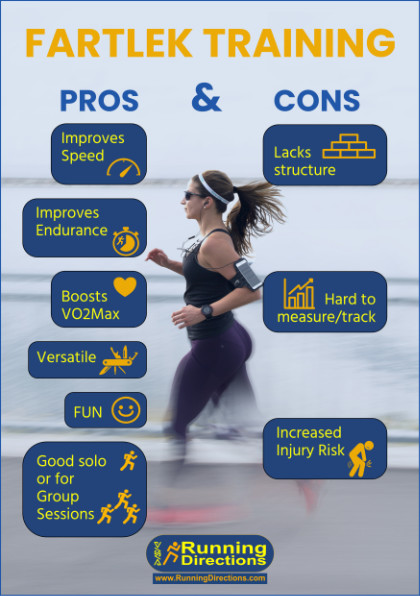 FARTLEK TRAINING
PROS & CONS
Improves
Speed
Improves
Endurance
Boosts
VO2Max
Versatile
FUN
Good solo
or for
Group
Sessions
Lacks
structure
Hard to
measure/track
Increased
Injury Risk
Running
Directions
www.RunningDirections.com